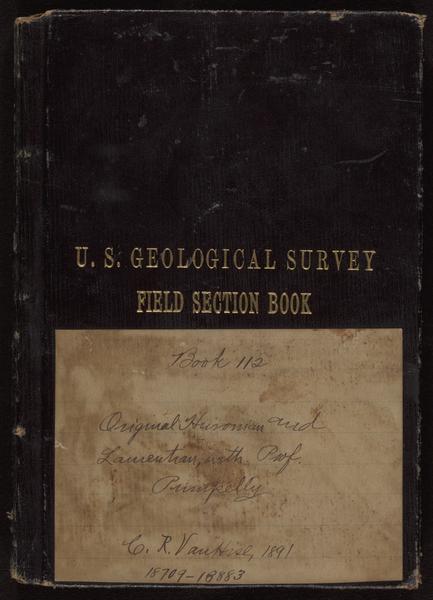 U. S. GEOLOGICAL SURVEY
FIELD SECTION BOOK
Book 112
Original Huronian and
Laurentian, with Prof.
Pumpelly
C. R. Van Hise, 1891
18709-18883